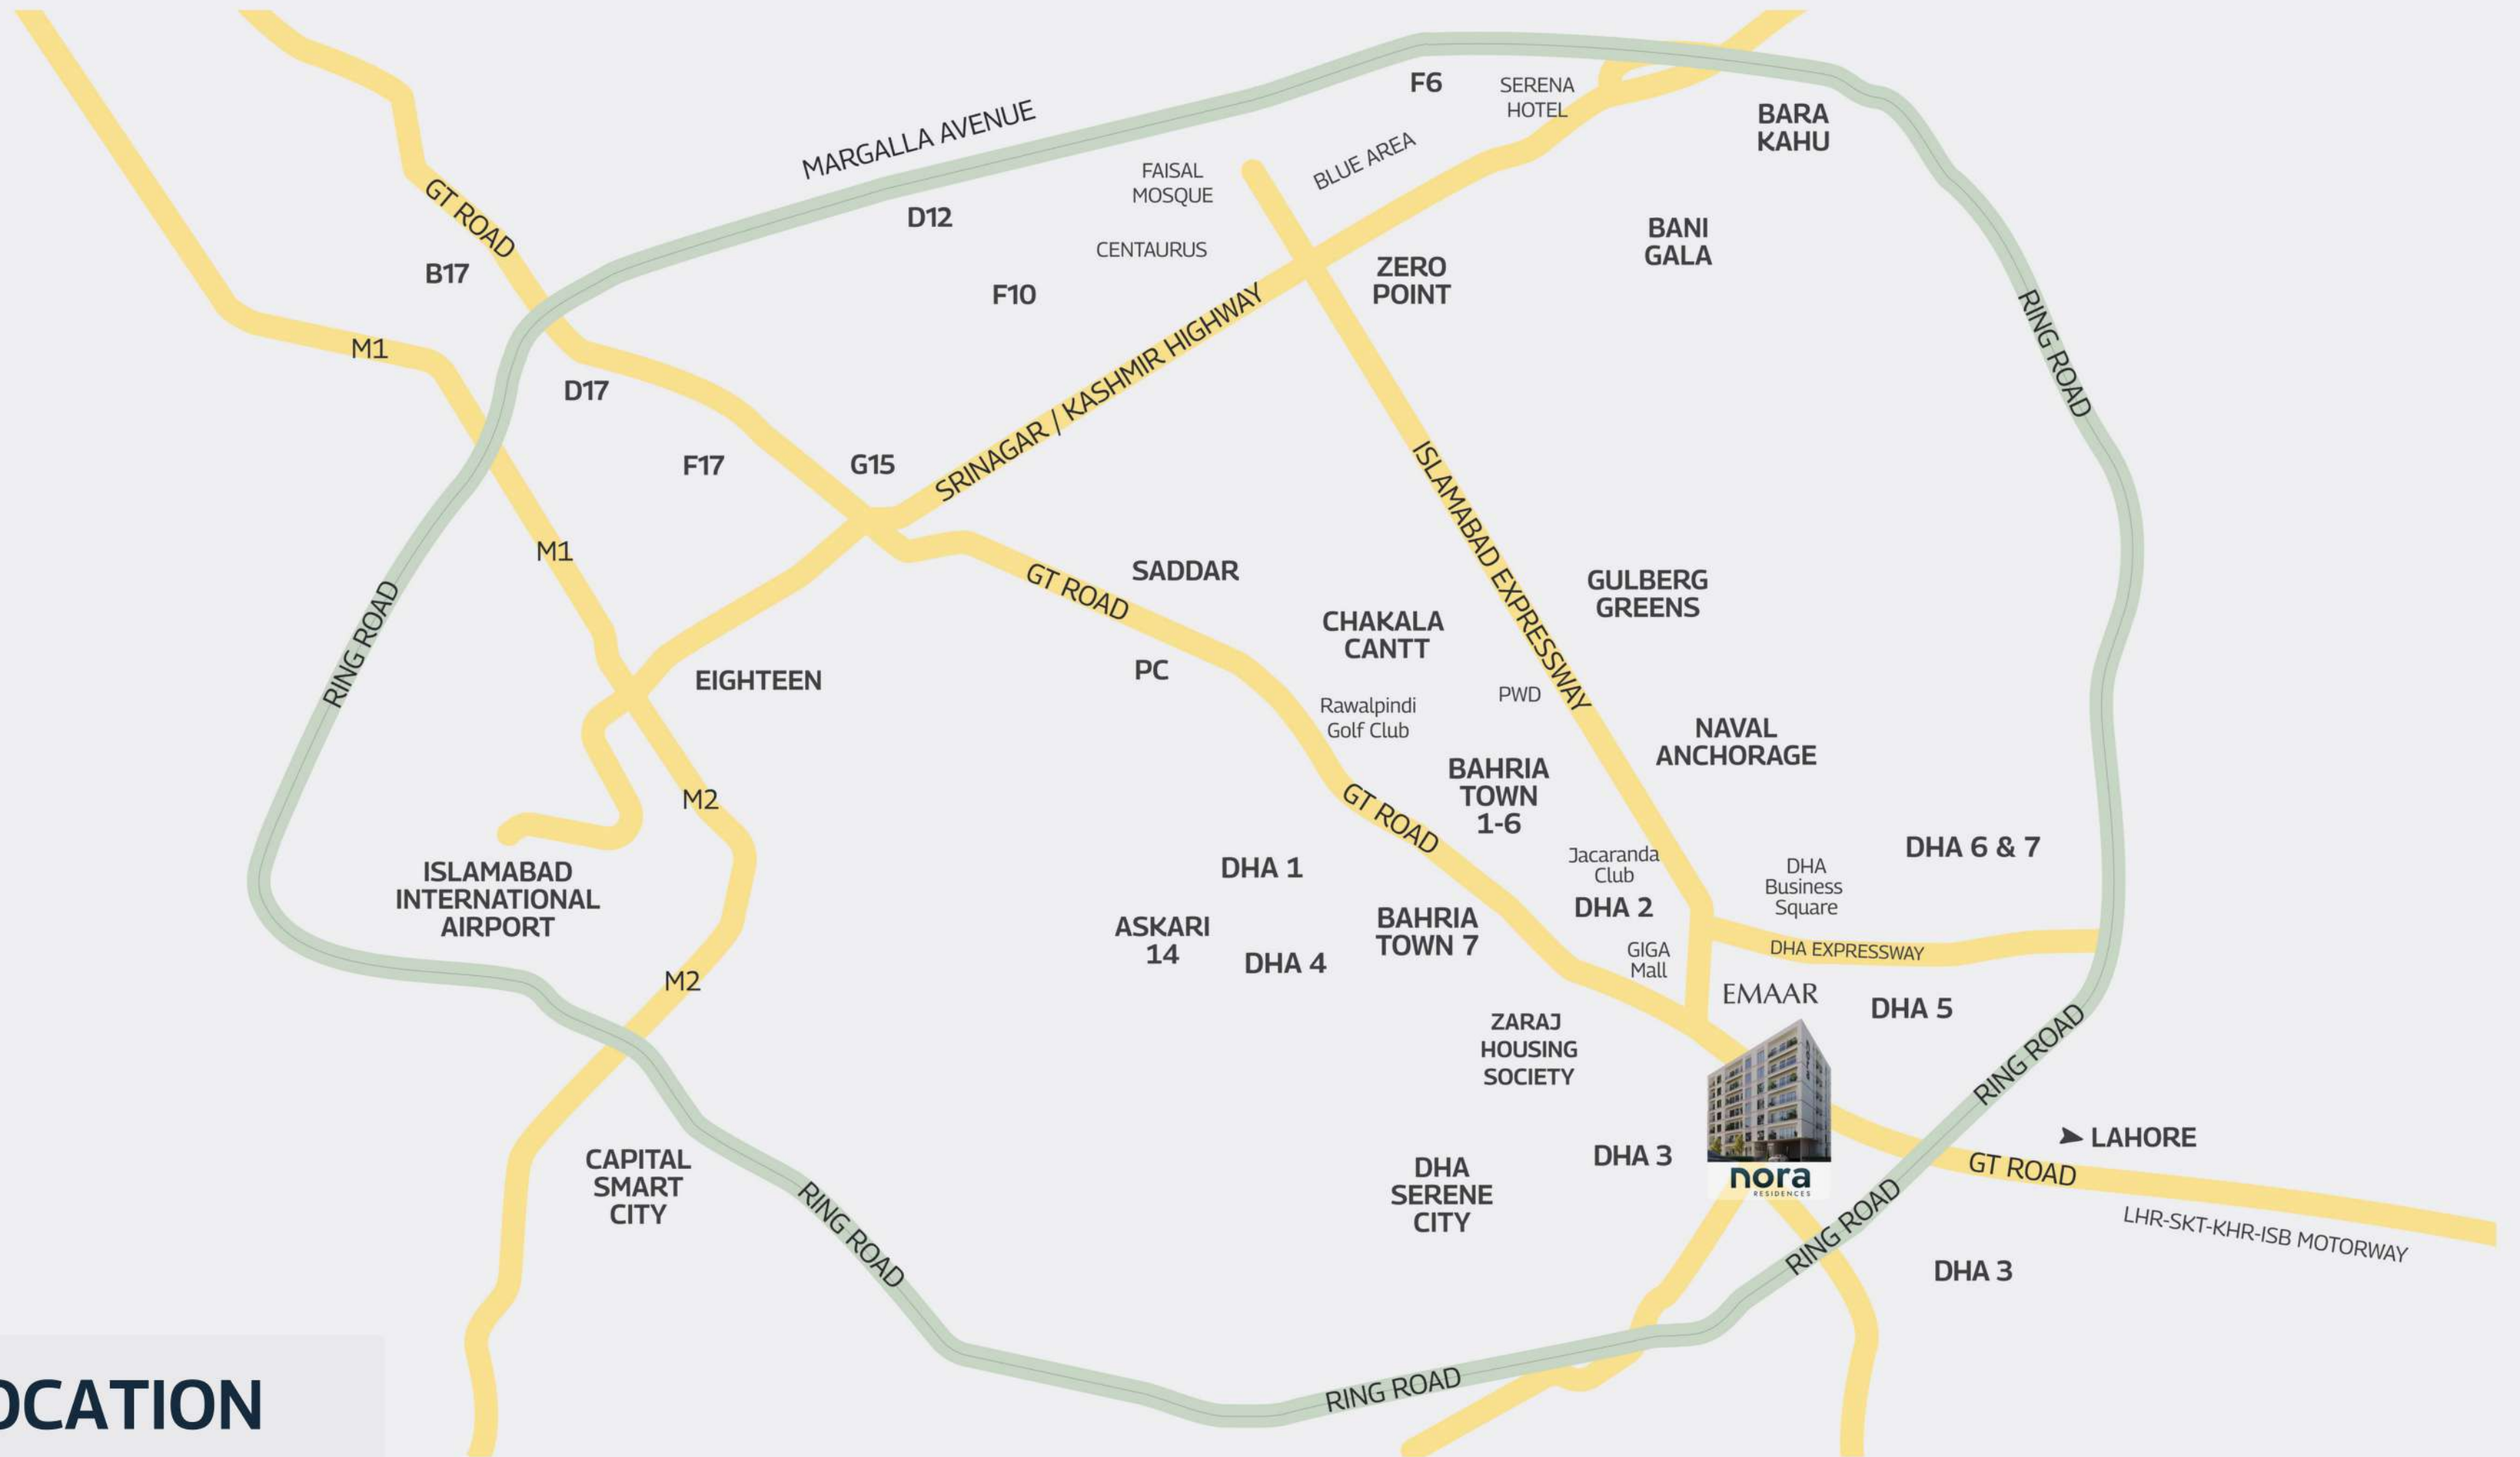 F6
SERENA
HOTEL
BARA
KAHU
MARGALLA AVENUE
BLUE AREA
FAISAL
MOSQUE
GT ROAD
D12
BANI
GALA
CENTAURUS
B17
ZERO
POINT
F10
M1
RING ROAD
D17
SRINAGAR / KASHMIR HIGHWAY
F17
G15
ISLAMABAD EXPRESSWAY
M1
SADDAR
GT ROAD
GULBERG
GREENS
CHAKALA
CANTT
RING ROAD
PC
EIGHTEEN
PWD
Rawalpindi
Golf Club
NAVAL
ANCHORAGE
BAHRIA
TOWN
1-6
M2
GT ROAD
DHA 6 & 7
Jacaranda
Club
DHA 1
DHA
Business
Square
ISLAMABAD
INTERNATIONAL
AIRPORT
DHA 2
ASKARI
14
BAHRIA
TOWN 7
DHA EXPRESSWAY
GIGA
Mall
DHA 4
M2
EMAAR
DHA 5
ZARAJ
HOUSING
SOCIETY
RING ROAD
LAHORE
DHA 3
GT ROAD
CAPITAL
SMART
CITY
DHA
SERENE
CITY
nora
RESIDENCES
RING ROAD
RING ROAD
LHR-SKT-KHR-ISB MOTORWAY
DHA 3
RING ROAD
OCATION